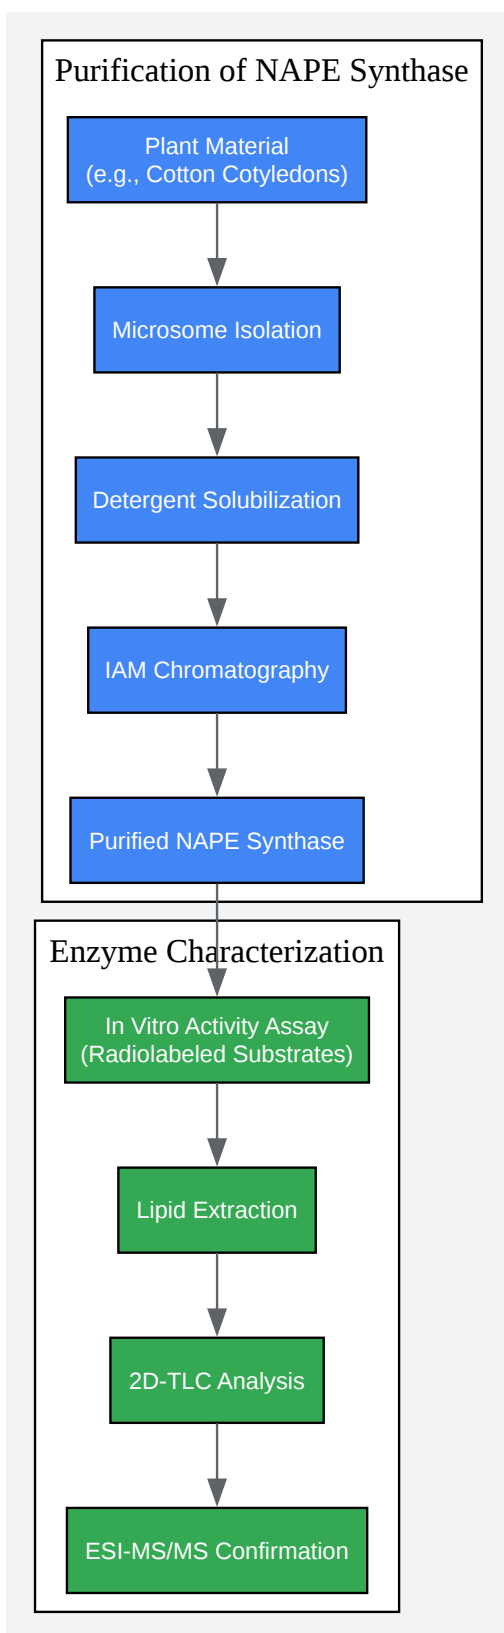 Purification of NAPE Synthase
Plant Material
(e.g., Cotton Cotyledons)
Microsome Isolation
Detergent Solubilization
IAM Chromatography
Purified NAPE Synthase
Enzyme Characterization
In Vitro Activity Assay
(Radiolabeled Substrates)
Lipid Extraction
2D-TLC Analysis
ESI-MS/MS Confirmation